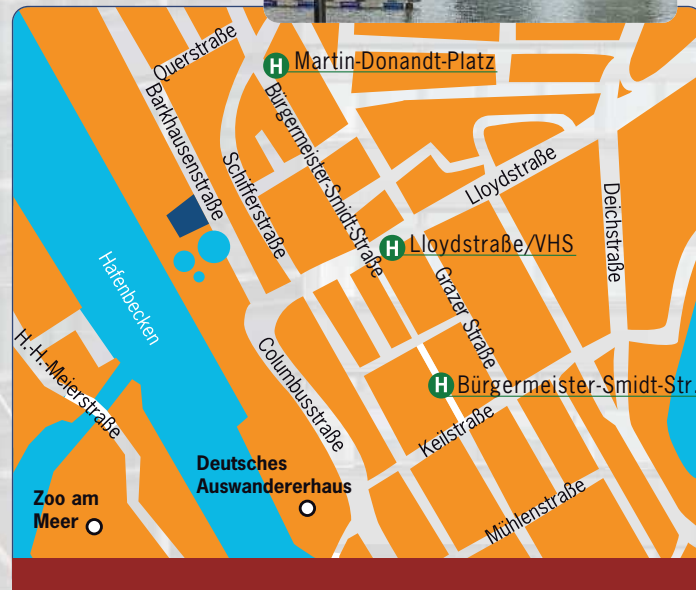 Querstraße
H Martin-Donandt-Platz
Barkhausenstraße
Bürgermeister-Smidt-Straße
Schifferstraße
Lloydstraße
Deichstraße
H Lloydstraße/VHS
Hafenbecken
Grazer Straße
H.-H.-Meierstraße
Columbusstraße
H Bürgermeister-Smidt-Str.
Keilstraße
Deutsches
Auswandererhaus
Zoo am
Meer
Mühlenstraße